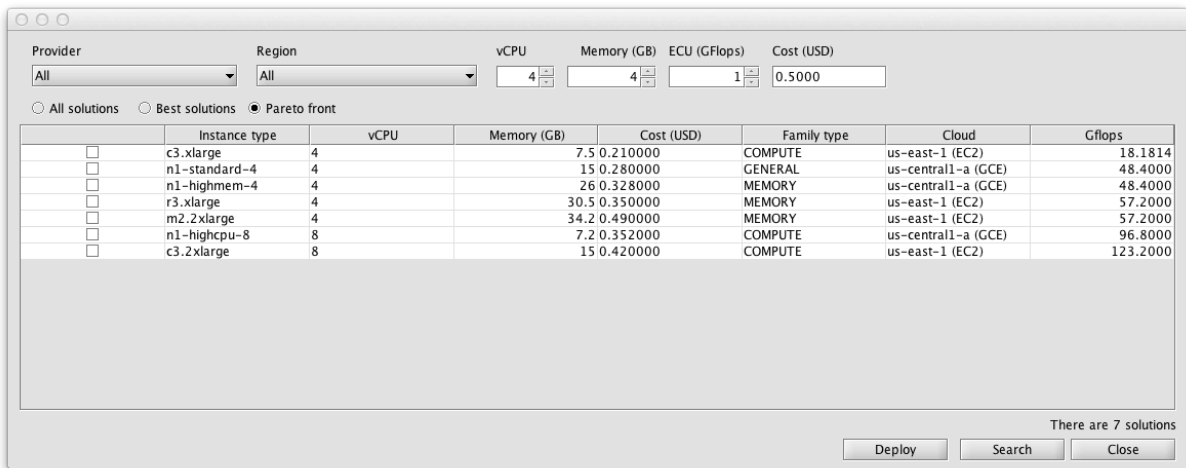 Provider Region vCPU Memory (GB) ECU (GFlops) Cost (USD)
All All 4 4 1 0.5000
All solutions Best solutions Pareto front
Instance type vCPU Memory (GB) Cost (USD) Family type Cloud Gflops
c3.xlarge 4 7.5 0.210000 COMPUTE us-east-1 (EC2) 18.1814
n1-standard-4 4 15 0.280000 GENERAL us-central1-a (GCE) 48.4000
n1-highmem-4 4 26 0.328000 MEMORY us-central1-a (GCE) 48.4000
r3.xlarge 4 30.5 0.350000 MEMORY us-east-1 (EC2) 57.2000
m2.2xlarge 4 34.2 0.490000 MEMORY us-east-1 (EC2) 57.2000
n1-highcpu-8 8 7.2 0.352000 COMPUTE us-central1-a (GCE) 96.8000
c3.2xlarge 8 15 0.420000 COMPUTE us-east-1 (EC2) 123.2000
There are 7 solutions
Deploy Search Close